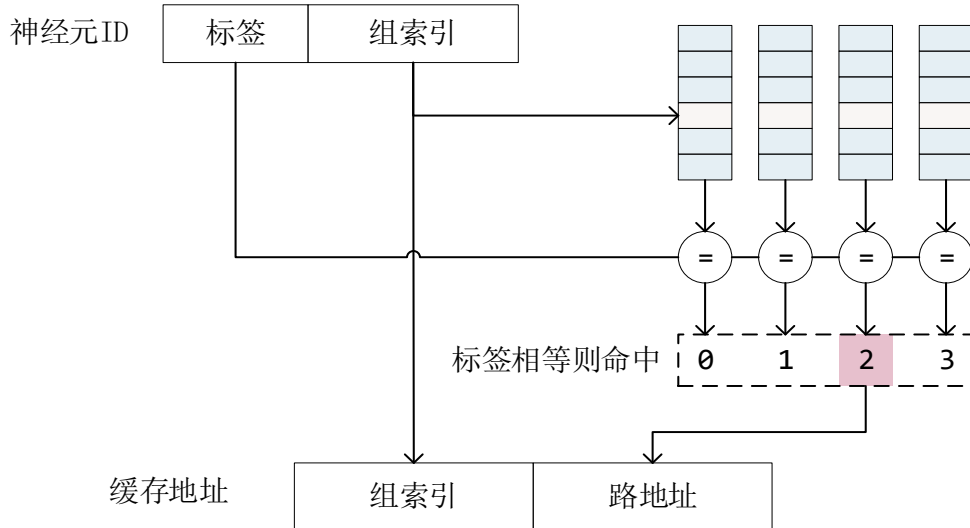 神经元ID 标签 组索引
= = = =
标签相等则命中 0 1 2 3
缓存地址 组索引 路地址